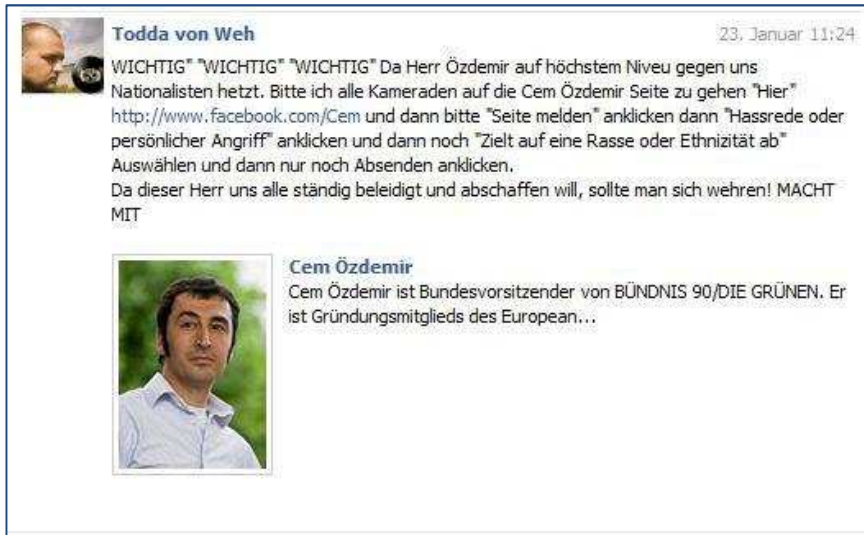 Todda von Weh 23. Januar 11:24
WICHTIG" "WICHTIG" "WICHTIG" Da Herr Özdemir auf höchstem Niveu gegen uns
Nationalisten hetzt. Bitte ich alle Kameraden auf die Cem Özdemir Seite zu gehen "Hier"
http://www.facebook.com/Cem und dann bitte "Seite melden" anklicken dann "Hassrede oder
persönlicher Angriff" anklicken und dann noch "Zielt auf eine Rasse oder Ethnizität ab"
Auswählen und dann nur noch Absenden anklicken.
Da dieser Herr uns alle ständig beleidigt und abschaffen will, sollte man sich wehren! MACHT
MIT
Cem Özdemir
Cem Özdemir ist Bundesvorsitzender von BÜNDNIS 90/DIE GRÜNEN. Er
ist Gründungsmitglieds des European...